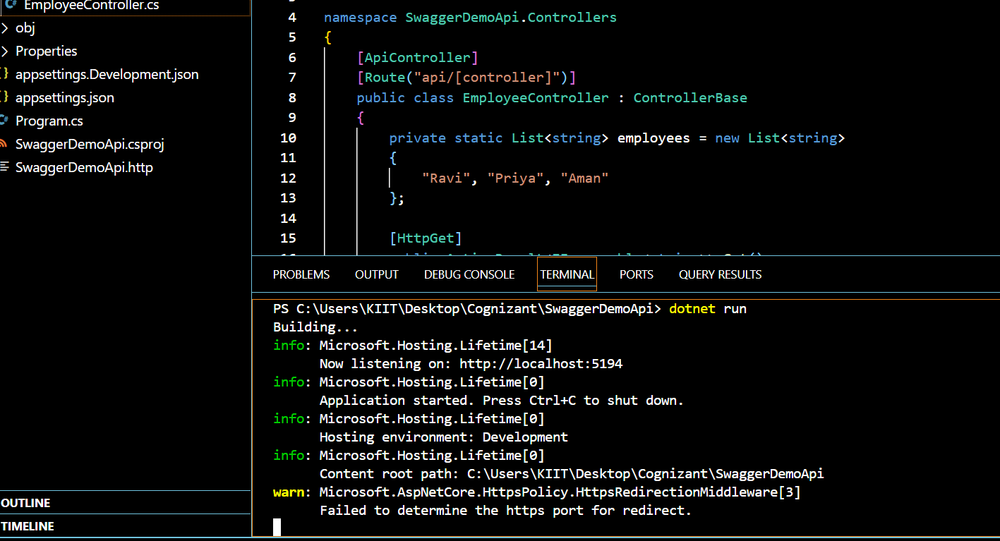 EmployeeController.cs
obj
Properties
appsettings.Development.json
appsettings.json
Program.cs
SwaggerDemoApi.csproj
SwaggerDemoApi.http
OUTLINE
TIMELINE
4 namespace SwaggerDemoApi.Controllers
5 {
6 [ApiController]
7 [Route("api/[controller]")]
8 public class EmployeeController : ControllerBase
9 {
10 private static List<string> employees = new List<string>
11 {
12 "Ravi", "Priya", "Aman"
13 };
14
15 [HttpGet]
PROBLEMS OUTPUT DEBUG CONSOLE TERMINAL PORTS QUERY RESULTS
PS C:\Users\KIIT\Desktop\Cognizant\SwaggerDemoApi> dotnet run
Building...
info: Microsoft.Hosting.Lifetime[14]
Now listening on: http://localhost:5194
info: Microsoft.Hosting.Lifetime[0]
Application started. Press Ctrl+C to shut down.
info: Microsoft.Hosting.Lifetime[0]
Hosting environment: Development
info: Microsoft.Hosting.Lifetime[0]
Content root path: C:\Users\KIIT\Desktop\Cognizant\SwaggerDemoApi
warn: Microsoft.AspNetCore.HttpsPolicy.HttpsRedirectionMiddleware[3]
Failed to determine the https port for redirect.